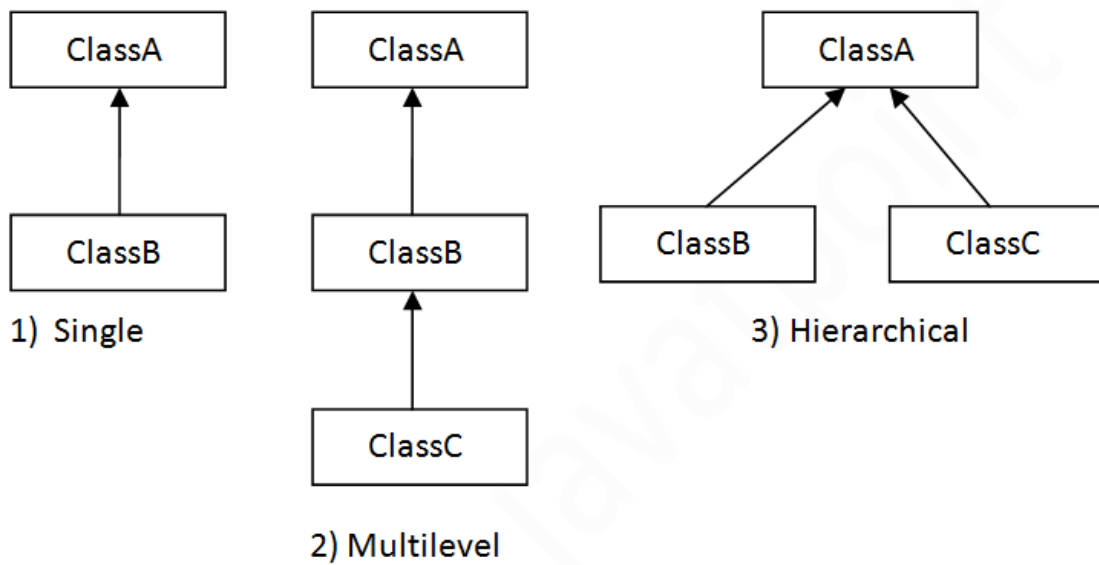 ClassA
ClassB
1) Single
ClassA
ClassB
ClassC
2) Multilevel
ClassA
ClassB
ClassC
3) Hierarchical